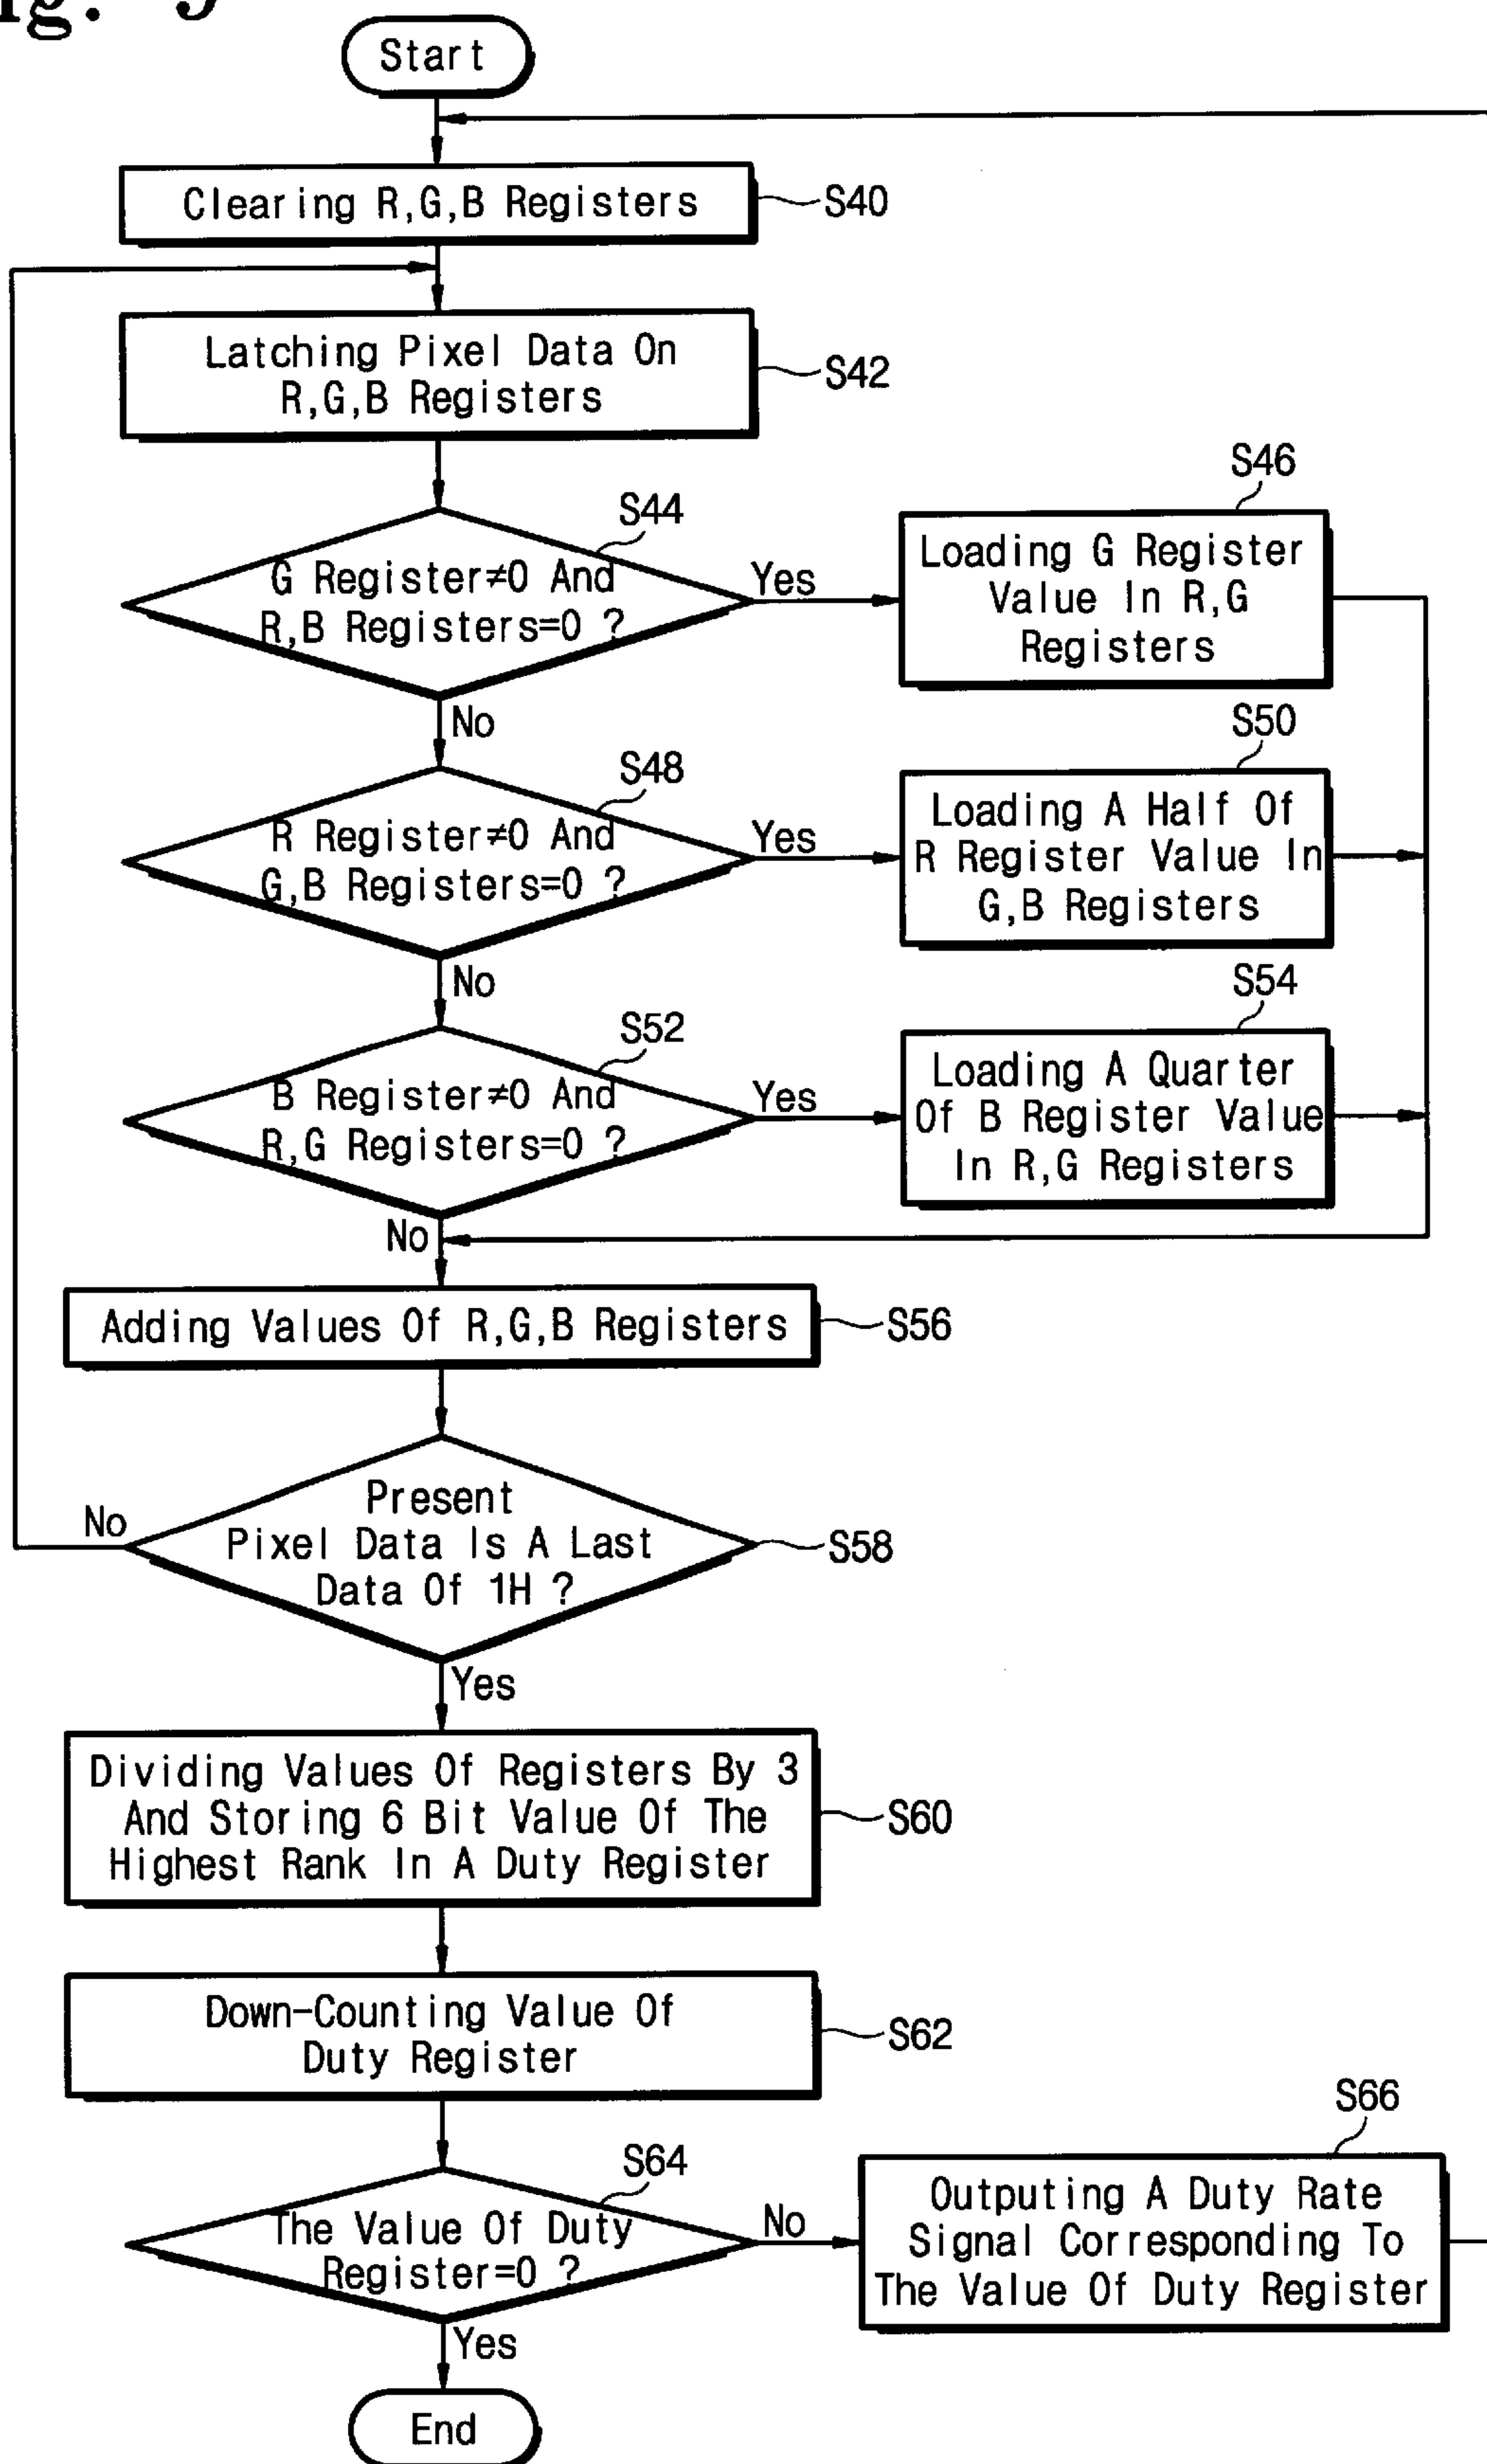 Start
Clearing R,G,B Registers
S40
Latching Pixel Data On
R,G,B Registers
S42
S44
G Register≠0 And
R,B Registers=0 ?
Yes
No
S46
Loading G Register
Value In R,G
Registers
S48
R Register≠0 And
G,B Registers=0 ?
Yes
No
S50
Loading A Half Of
R Register Value In
G,B Registers
S52
B Register≠0 And
R,G Registers=0 ?
Yes
No
S54
Loading A Quarter
Of B Register Value
In R,G Registers
Adding Values Of R,G,B Registers
S56
Present
Pixel Data Is A Last
Data Of 1H ?
No
S58
Yes
Dividing Values Of Registers By 3
And Storing 6 Bit Value Of The
Highest Rank In A Duty Register
S60
Down-Counting Value Of
Duty Register
S62
S64
The Value Of Duty
Register=0 ?
No
Yes
S66
Outputing A Duty Rate
Signal Corresponding To
The Value Of Duty Register
End